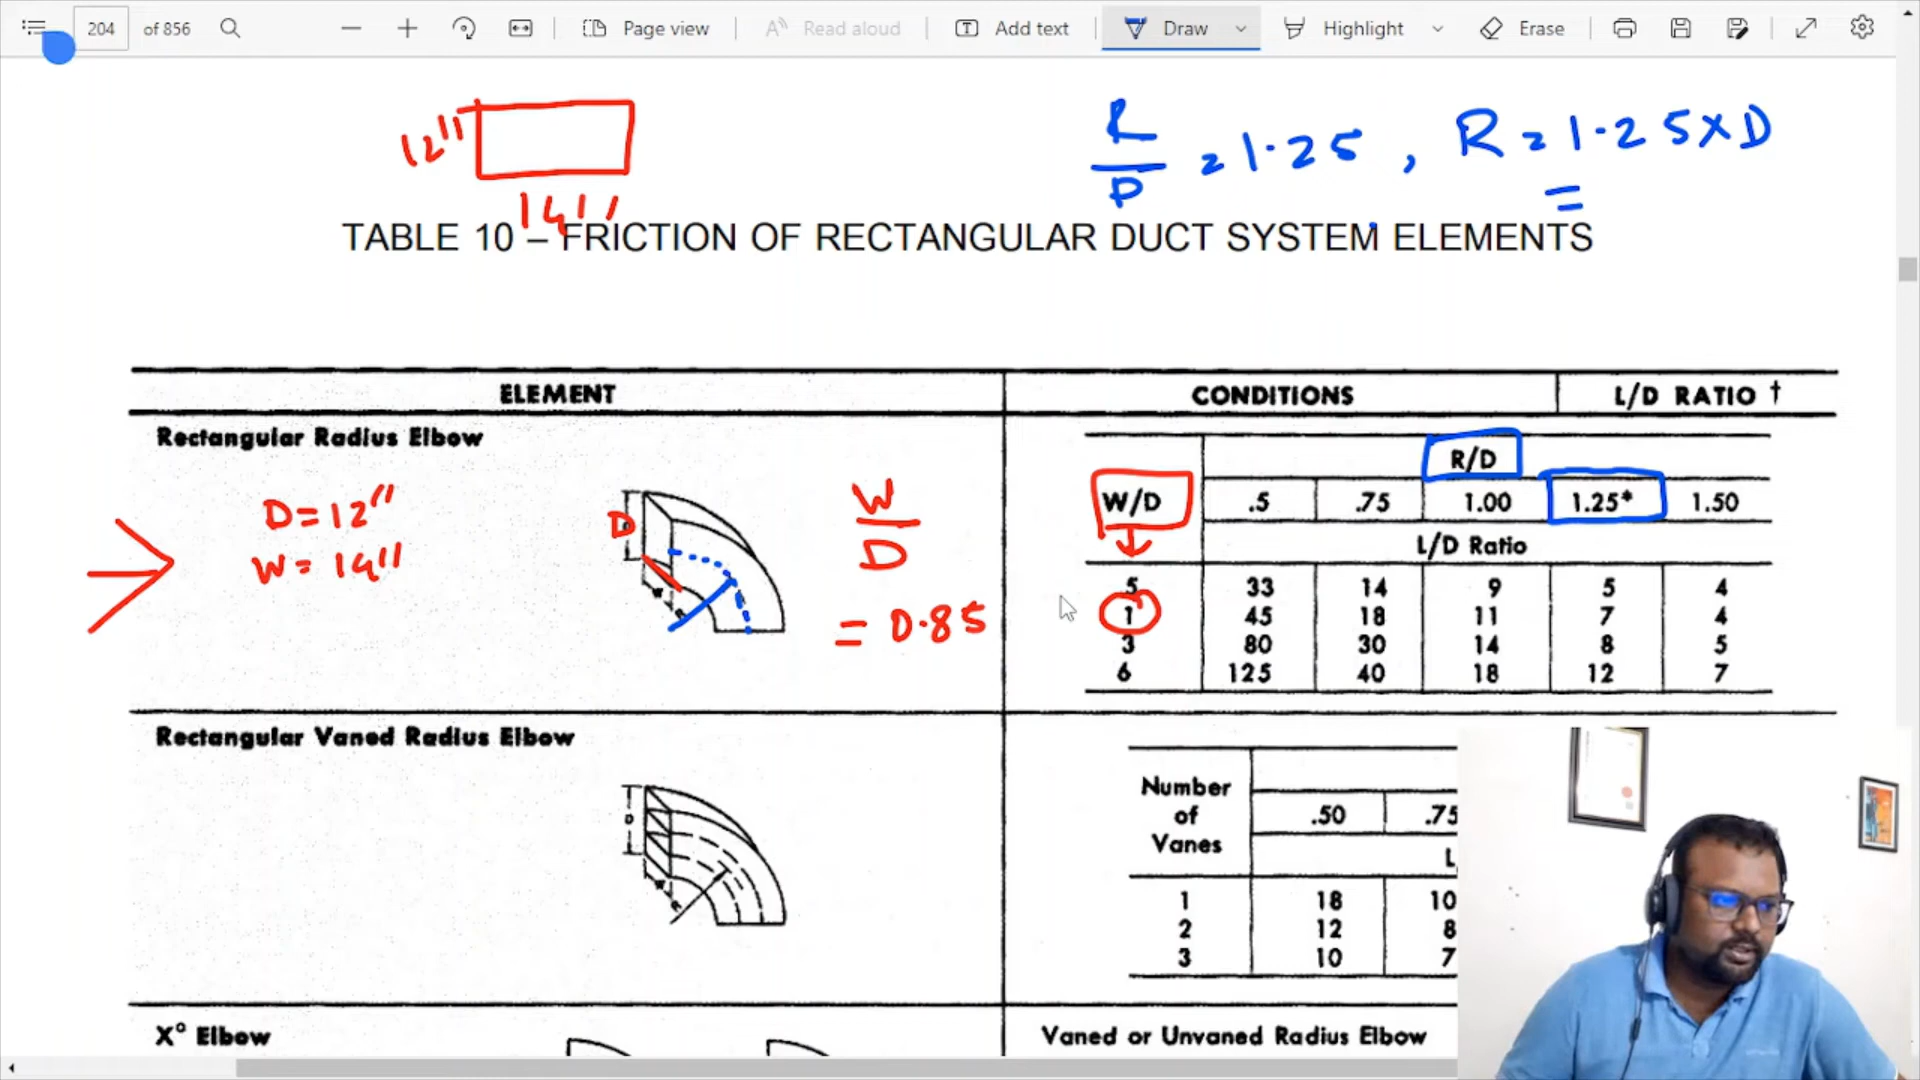 204 of 856 Page view Read aloud Add text Draw Highlight Erase
12''
14''
R/D = 1.25 , R = 1.25 X D
TABLE 10 – FRICTION OF RECTANGULAR DUCT SYSTEM ELEMENTS
ELEMENT CONDITIONS L/D RATIO †
Rectangular Radius Elbow
D = 12''
W = 14''
D
W
R
W/D
= 0.85
R/D
W/D .5 .75 1.00 1.25* 1.50
L/D Ratio
.5 33 14 9 5 4
1 45 18 11 7 4
3 80 30 14 8 5
6 125 40 18 12 7
Rectangular Vaned Radius Elbow
D
W
R
Number
of
Vanes
.50 .75
L
1 18 10
2 12 8
3 10 7
X° Elbow
Vaned or Unvaned Radius Elbow